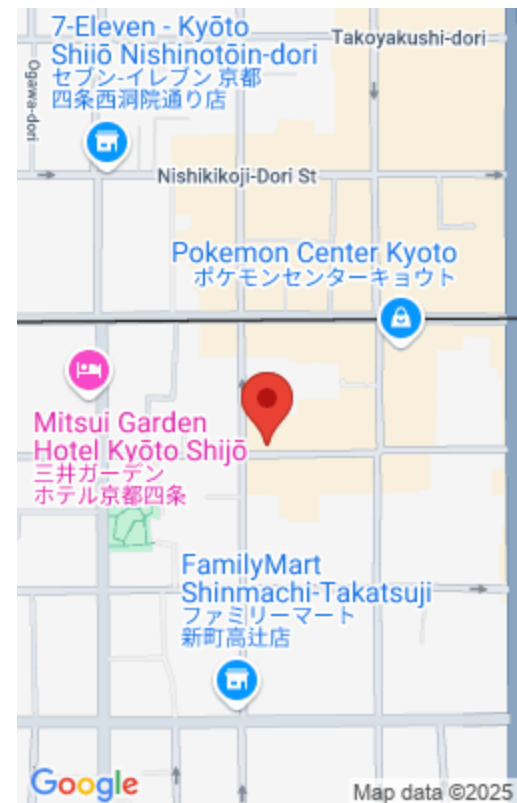 7-Eleven - Kyōto
Shijō Nishinotōin-dori
セブン-イレブン 京都
四条西洞院通り店
Takoyakushi-dori
Ogawa-dori
Nishikikoji-Dori St
Pokemon Center Kyoto
ポケモンセンターキョウト
Mitsui Garden
Hotel Kyōto Shijō
三井ガーデン
ホテル京都四条
FamilyMart
Shinmachi-Takatsuji
ファミリーマート
新町高辻店
Google
Map data ©2025